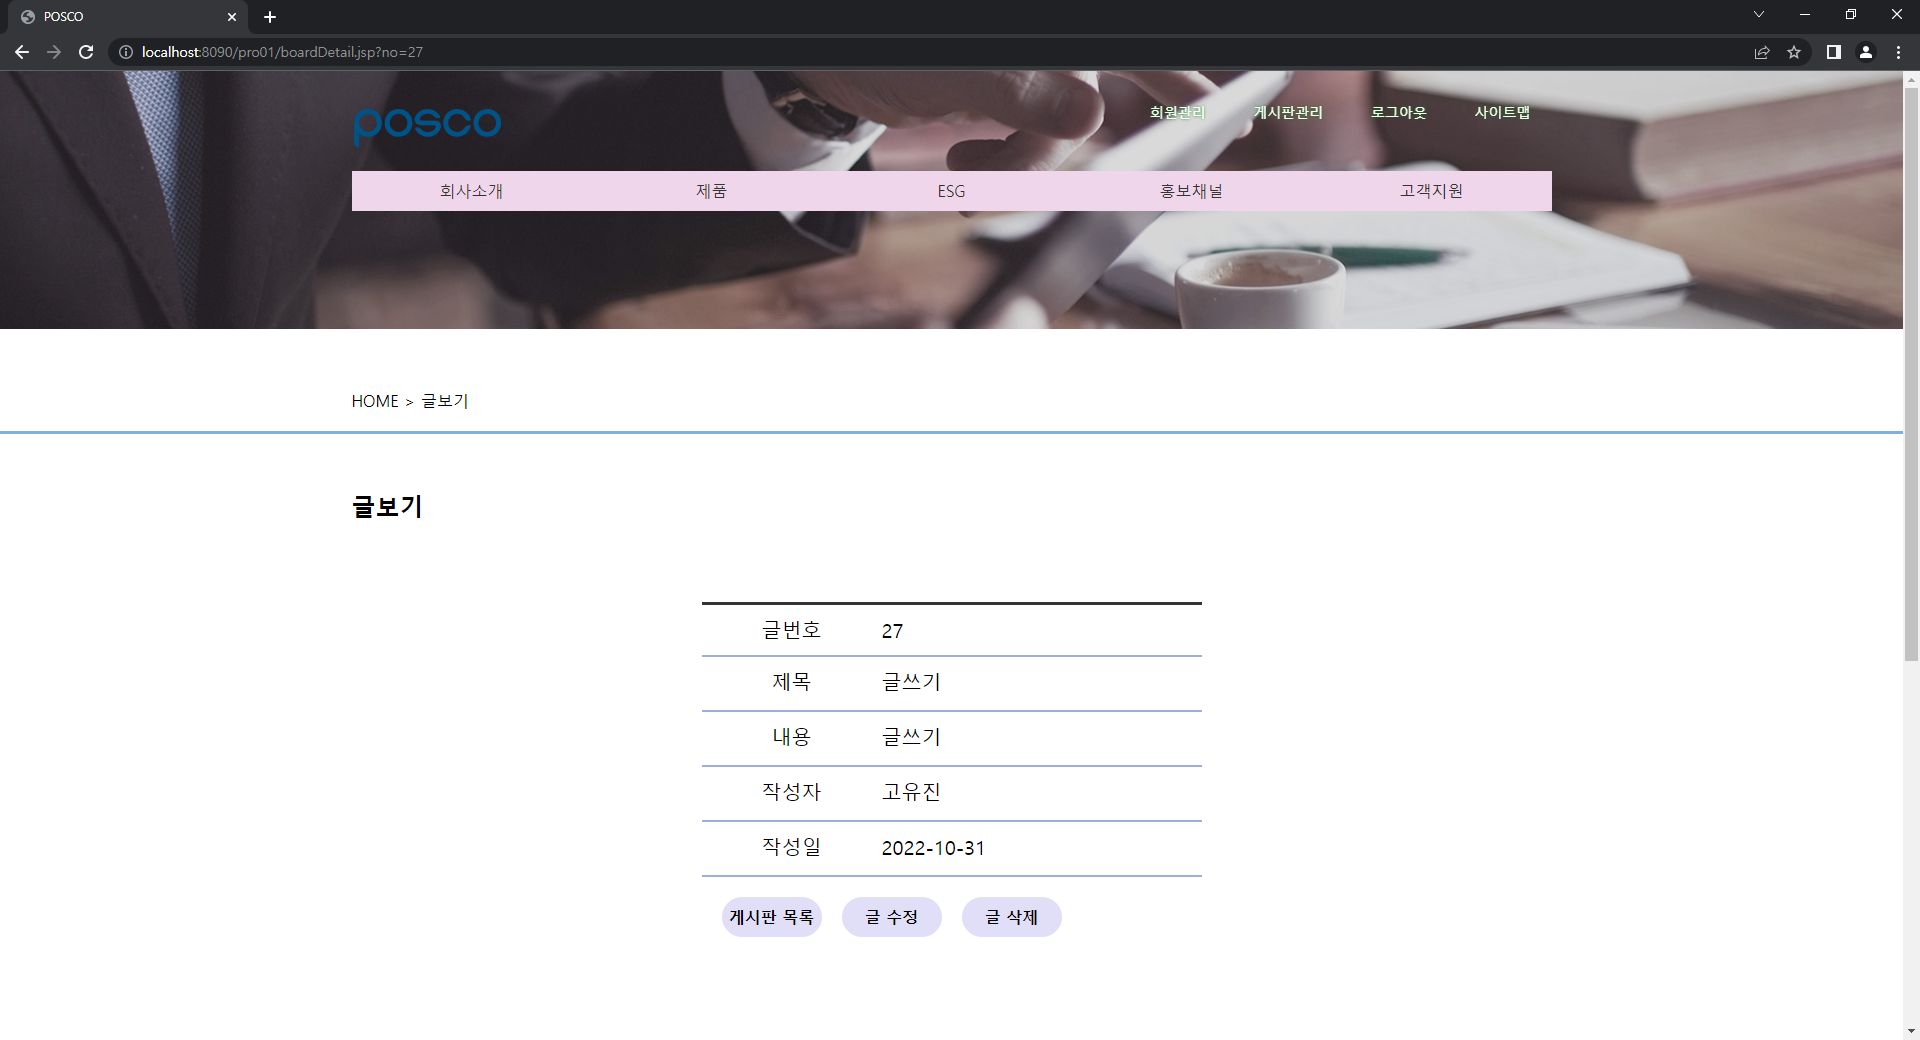 POSCO
localhost:8090/pro01/boardDetail.jsp?no=27
posco
회원관리 게시판관리 로그아웃 사이트맵
회사소개 제품 ESG 홍보채널 고객지원
HOME > 글보기
글보기
글번호 27
제목 글쓰기
내용 글쓰기
작성자 고유진
작성일 2022-10-31
게시판 목록 글 수정 글 삭제